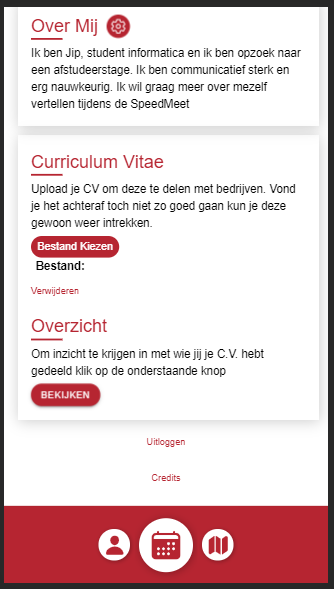 Over Mij
Ik ben Jip, student informatica en ik ben opzoek naar
een afstudeerstage. Ik ben communicatief sterk en
erg nauwkeurig. Ik wil graag meer over mezelf
vertellen tijdens de SpeedMeet
Curriculum Vitae
Upload je CV om deze te delen met bedrijven. Vond
je het achteraf toch niet zo goed gaan kun je deze
gewoon weer intrekken.
Bestand Kiezen
Bestand:
Verwijderen
Overzicht
Om inzicht te krijgen in met wie jij je C.V. hebt
gedeeld klik op de onderstaande knop
BEKIJKEN
Uitloggen
Credits